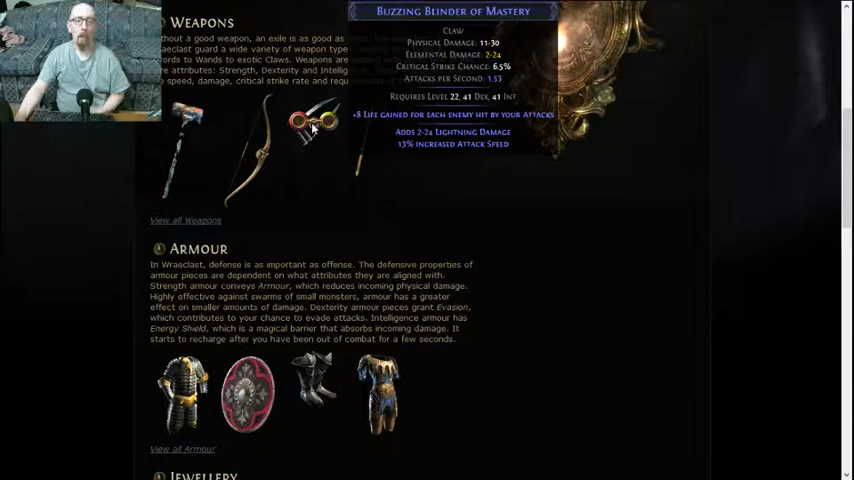 WEAPONS
thout a good weapon, an exile is as good as
aeclast guard a wide variety of weapon type
ords to Wands to exotic Claws. Weapons are
re attributes: Strength, Dexterity and Intellig
speed, damage, critical strike rate and requ
BUZZING BLINDER OF MASTERY
CLAW
PHYSICAL DAMAGE: 11-30
ELEMENTAL DAMAGE: 2-24
CRITICAL STRIKE CHANCE: 6.5%
ATTACKS PER SECOND: 1.53
REQUIRES LEVEL 22, 41 DEX, 41 INT
+8 LIFE GAINED FOR EACH ENEMY HIT BY YOUR ATTACKS
ADDS 2-24 LIGHTNING DAMAGE
13% INCREASED ATTACK SPEED
View all Weapons
ARMOUR
In Wraeclast, defense is as important as offense. The defensive properties of
armour pieces are dependent on what attributes they are aligned with.
Strength armour conveys Armour, which reduces incoming physical damage.
Highly effective against swarms of small monsters, armour has a greater
effect on smaller amounts of damage. Dexterity armour pieces grant Evasion,
which contributes to your chance to evade attacks. Intelligence armour has
Energy Shield, which is a magical barrier that absorbs incoming damage. It
starts to recharge after you have been out of combat for a few seconds.
View all Armour
JEWELLERY